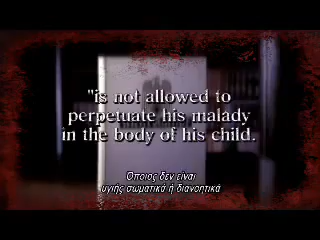 "is not allowed to
perpetuate his malady
in the body of his child.
Όποιος δεν είναι
υγιής σωματικά ή διανοητικά